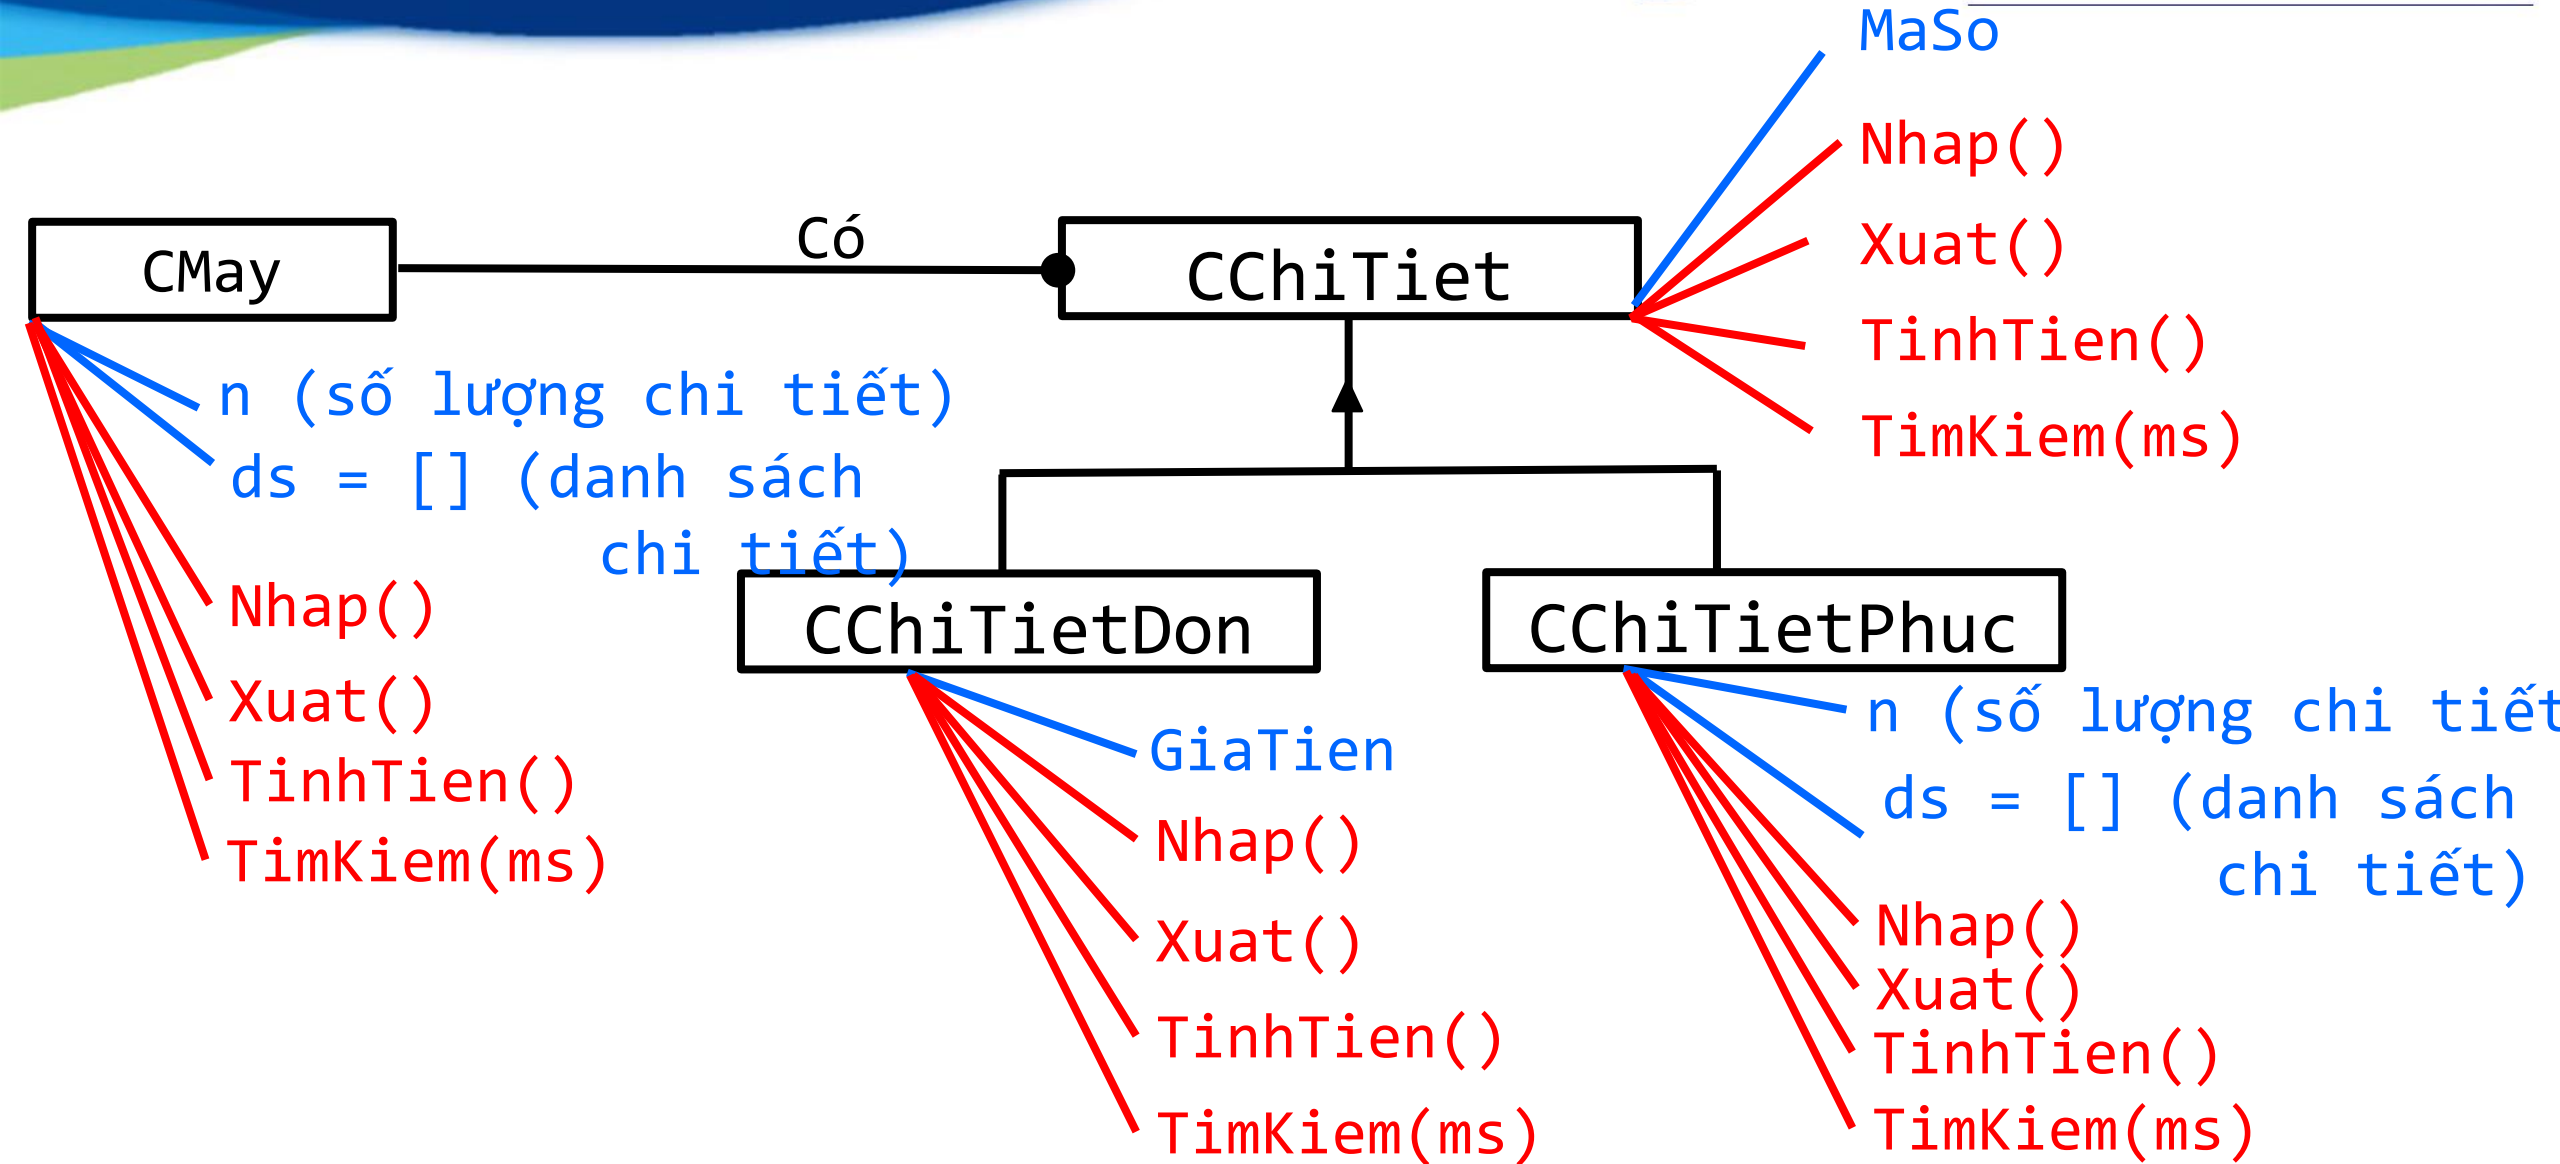 MaSo
Nhap()
Xuat()
TinhTien()
TimKiem(ms)
Có
CMay
CChiTiet
n (số lượng chi tiết)
ds = [] (danh sách
chi tiết)
Nhap()
Xuat()
TinhTien()
TimKiem(ms)
CChiTietDon
GiaTien
Nhap()
Xuat()
TinhTien()
TimKiem(ms)
CChiTietPhuc
n (số lượng chi tiết
ds = [] (danh sách
chi tiết)
Nhap()
Xuat()
TinhTien()
TimKiem(ms)